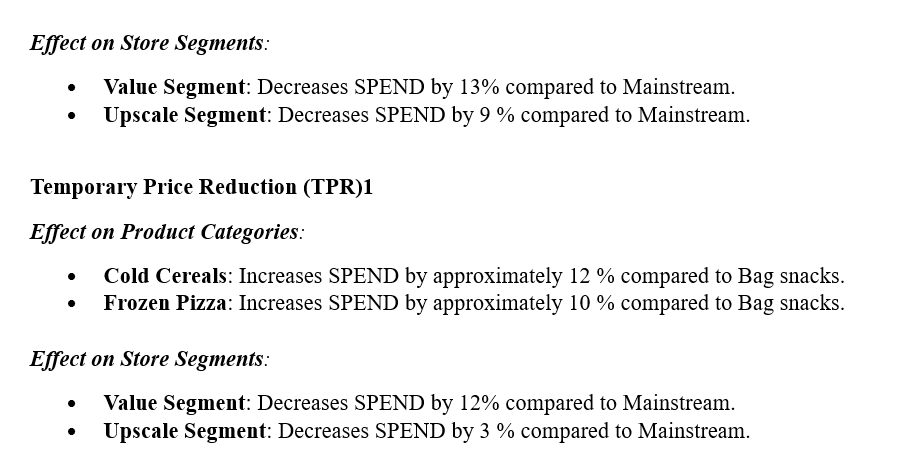 Effect on Store Segments:
• Value Segment: Decreases SPEND by 13% compared to Mainstream.
• Upscale Segment: Decreases SPEND by 9 % compared to Mainstream.
Temporary Price Reduction (TPR)1
Effect on Product Categories:
• Cold Cereals: Increases SPEND by approximately 12 % compared to Bag snacks.
• Frozen Pizza: Increases SPEND by approximately 10 % compared to Bag snacks.
Effect on Store Segments:
• Value Segment: Decreases SPEND by 12% compared to Mainstream.
• Upscale Segment: Decreases SPEND by 3 % compared to Mainstream.